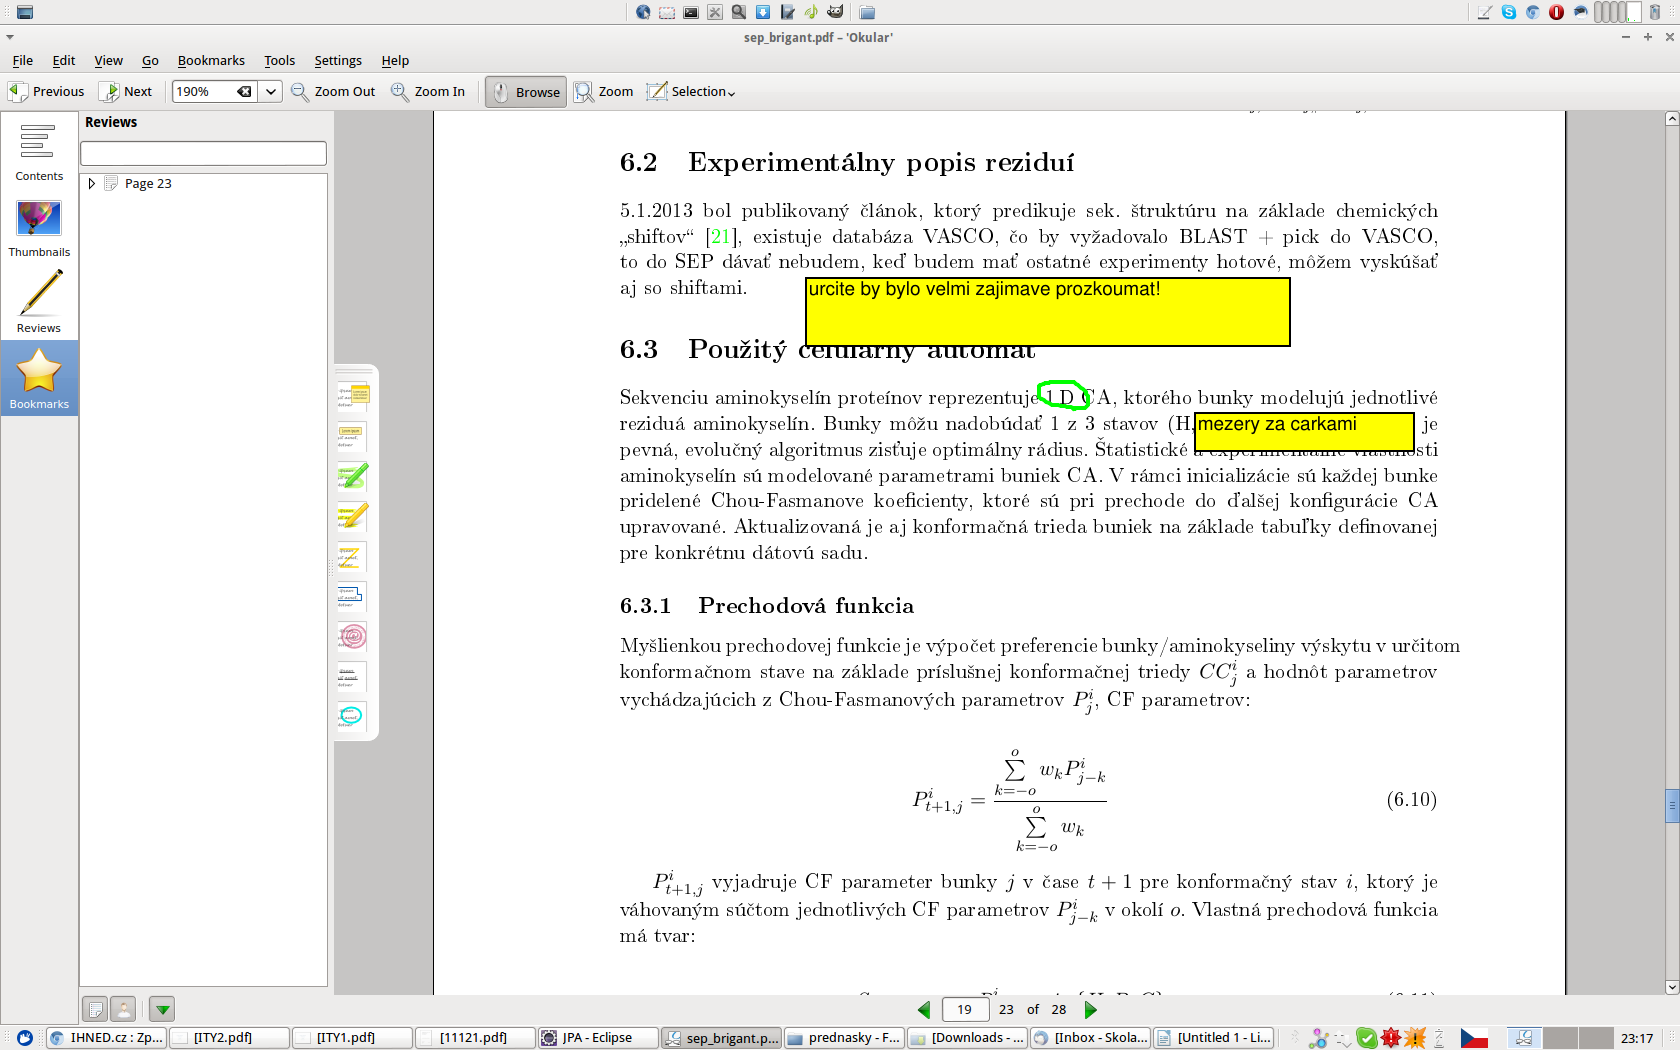 sep_brigant.pdf – 'Okular'
File Edit View Go Bookmarks Tools Settings Help
Previous Next 190% Zoom Out Zoom In Browse Zoom Selection
Reviews
Page 23
Contents
Thumbnails
Reviews
Bookmarks
6.2 Experimentálny popis reziduí
5.1.2013 bol publikovaný článok, ktorý predikuje sek. štruktúru na základe chemických
„shiftov“ [21], existuje databáza VASCO, čo by vyžadovalo BLAST + pick do VASCO,
to do SEP dávať nebudem, keď budem mať ostatné experimenty hotové, môžem vyskúšať
aj so shiftami.
urcite by bylo velmi zajimave prozkoumat!
6.3 Použitý celulárny automat
Sekvenciu aminokyselín proteínov reprezentuje 1D CA, ktorého bunky modelujú jednotlivé
reziduá aminokyselín. Bunky môžu nadobúdať 1 z 3 stavov (H, je
mezery za carkami
pevná, evolučný algoritmus zisťuje optimálny rádius. Štatistické a experimentálne vlastnosti
aminokyselín sú modelované parametrami buniek CA. V rámci inicializácie sú každej bunke
pridelené Chou-Fasmanove koeficienty, ktoré sú pri prechode do ďalšej konfigurácie CA
upravované. Aktualizovaná je aj konformačná trieda buniek na základe tabuľky definovanej
pre konkrétnu dátovú sadu.
6.3.1 Prechodová funkcia
Myšlienkou prechodovej funkcie je výpočet preferencie bunky/aminokyseliny výskytu v určitom
konformačnom stave na základe príslušnej konformačnej triedy CC_j^i a hodnôt parametrov
vychádzajúcich z Chou-Fasmanových parametrov P_j^i, CF parametrov:
P_{t+1,j}^i = \frac{\sum_{k=-o}^{o} w_k P_{j-k}^i}{\sum_{k=-o}^{o} w_k} (6.10)
P_{t+1,j}^i vyjadruje CF parameter bunky j v čase t + 1 pre konformačný stav i, ktorý je
váhovaným súčtom jednotlivých CF parametrov P_{j-k}^i v okolí o. Vlastná prechodová funkcia
má tvar:
19 23 of 28
IHNED.cz : Zp... [ITY2.pdf] [ITY1.pdf] [11121.pdf] JPA - Eclipse sep_brigant.p... prednasky - F... [Downloads - ... [Inbox - Skola... [Untitled 1 - Li... 23:17